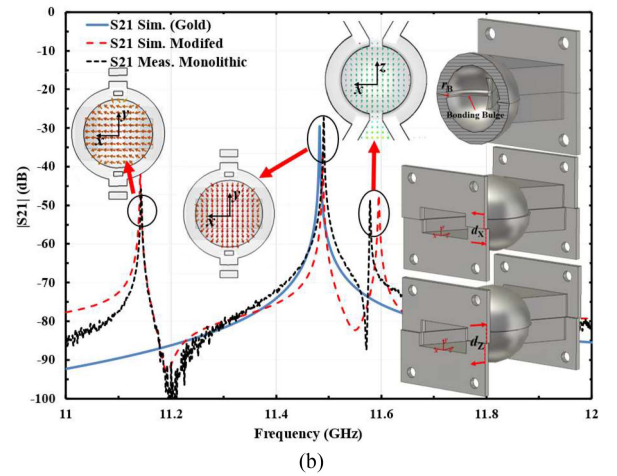 (b)
S21 Sim. (Gold)
S21 Sim. Modifed
S21 Meas. Monolithic
|S21| (dB)
0
-10
-20
-30
-40
-50
-60
-70
-80
-90
-100
y
x
y
x
z
x
rB
Bonding Bulge
dX
dZ
11
11.2
11.4
11.6
11.8
12
Frequency (GHz)
(b)